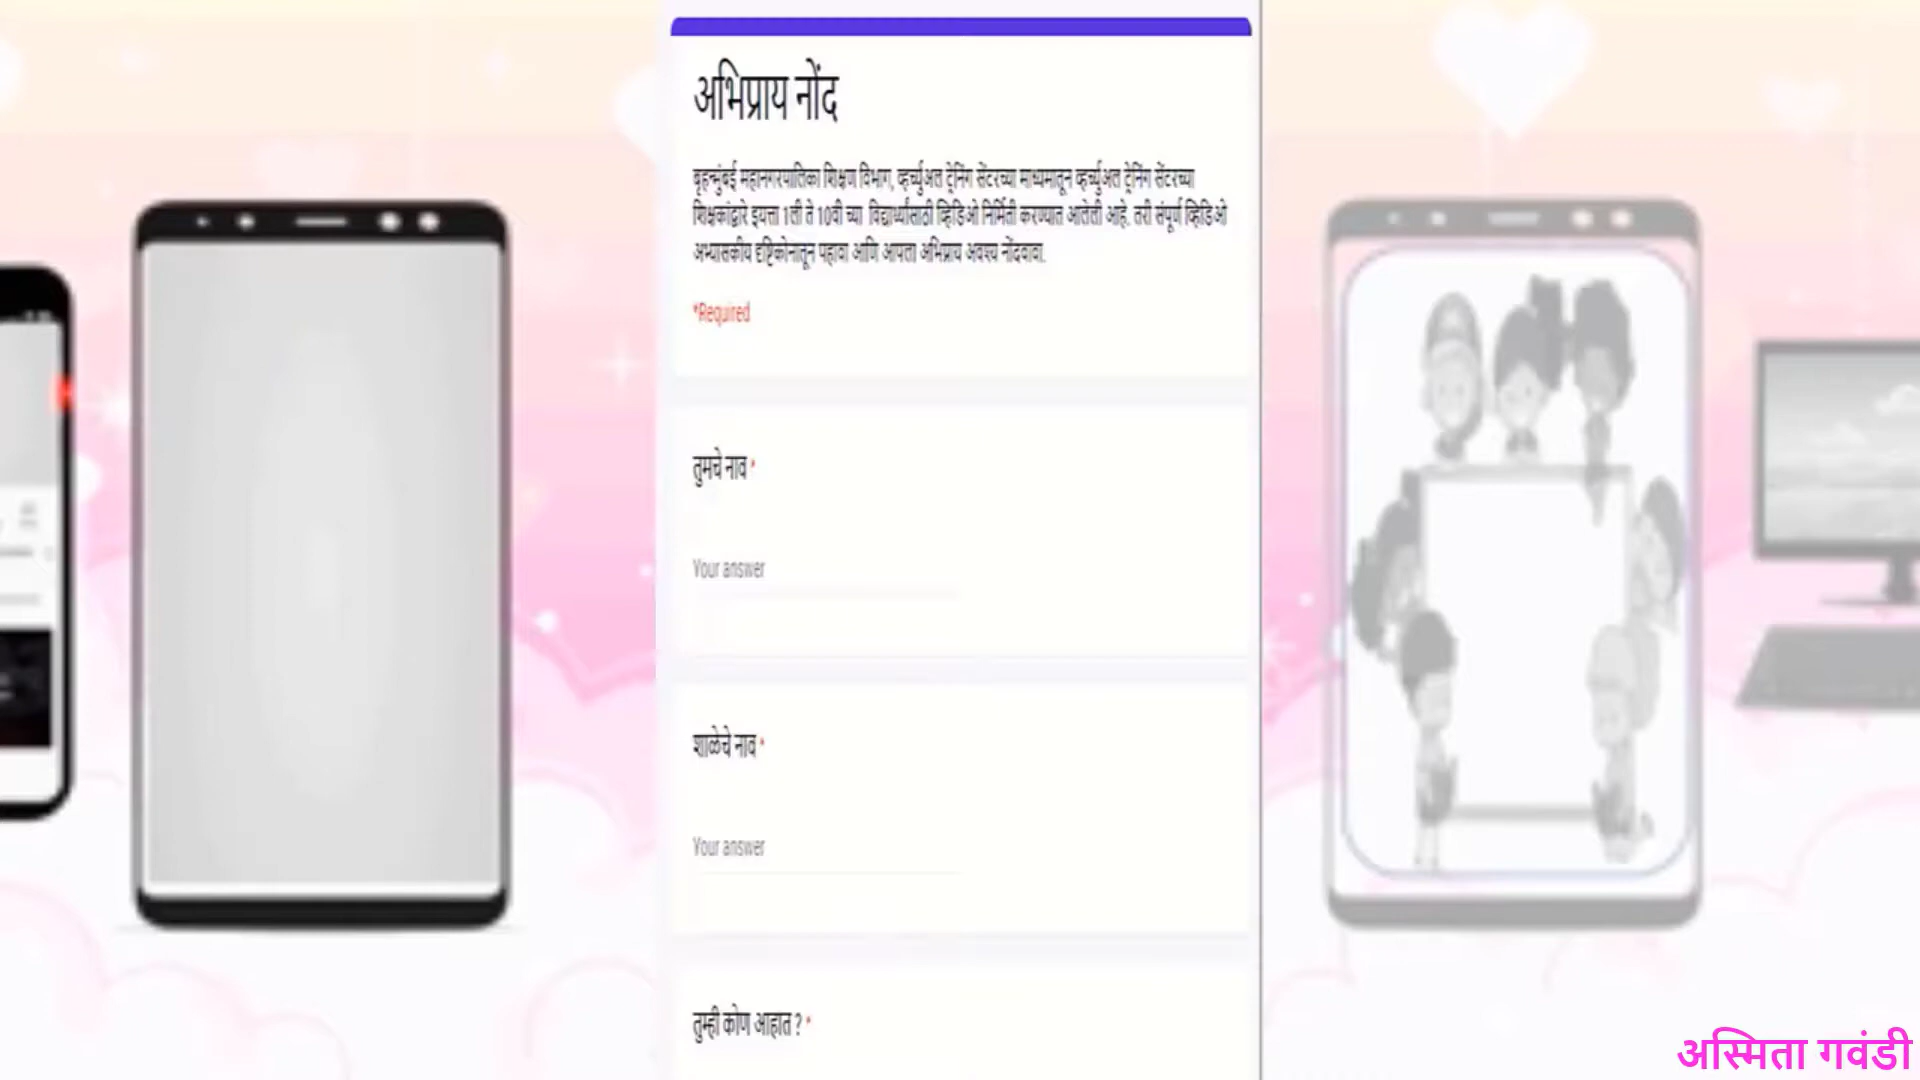 अभिप्राय नोंद
बृहन्मुंबई महानगरपालिका शिक्षण विभाग, व्हर्च्युअल ट्रेनिंग सेंटरच्या माध्यमातून व्हर्च्युअल ट्रेनिंग सेंटरच्या
शिक्षकांद्वारे इयत्ता 1ली ते 10वी च्या विद्यार्थ्यांसाठी व्हिडिओ निर्मिती करण्यात आलेली आहे. तरी संपूर्ण व्हिडिओ
अभ्यासकीय दृष्टिकोनातून पहावा आणि आपला अभिप्राय अवश्य नोंदवावा.
*Required
तुमचे नाव *
Your answer
शाळेचे नाव *
Your answer
तुम्ही कोण आहात ? *
अस्मिता गवंडी